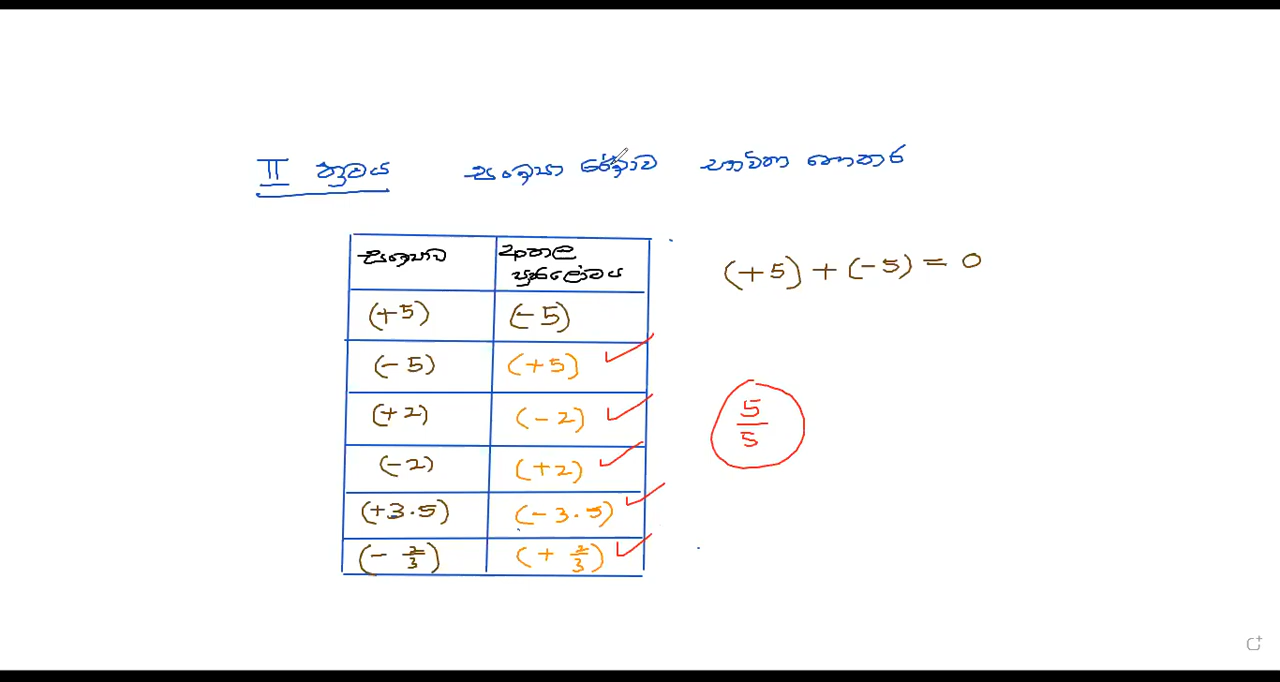 II ක්‍රමය සංඛ්‍යා රේඛාව භාවිතා නොකර
සංඛ්‍යාව ආකලන ප්‍රතිලෝමය
(+5) (-5)
(-5) (+5)
(+2) (-2)
(-2) (+2)
(+3.5) (-3.5)
(- 2/3) (+ 2/3)
(+5) + (-5) = 0
5/5